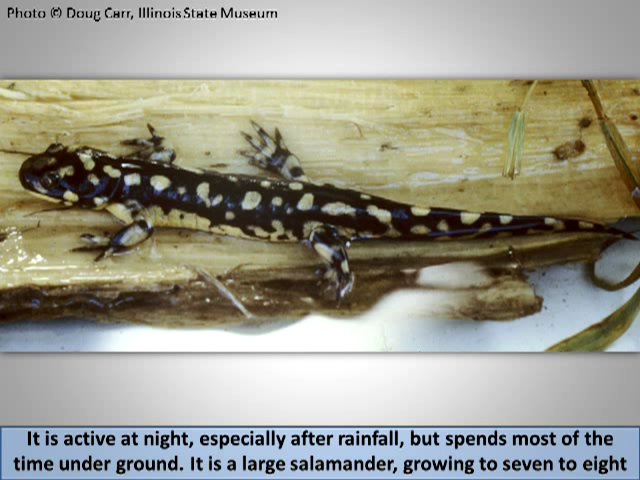 Photo © Doug Carr, Illinois State Museum
It is active at night, especially after rainfall, but spends most of the
time under ground. It is a large salamander, growing to seven to eight